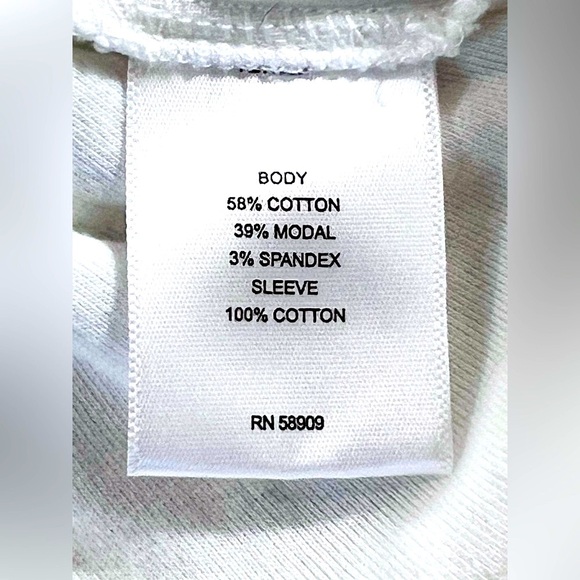 BODY
58% COTTON
39% MODAL
3% SPANDEX
SLEEVE
100% COTTON
RN 58909